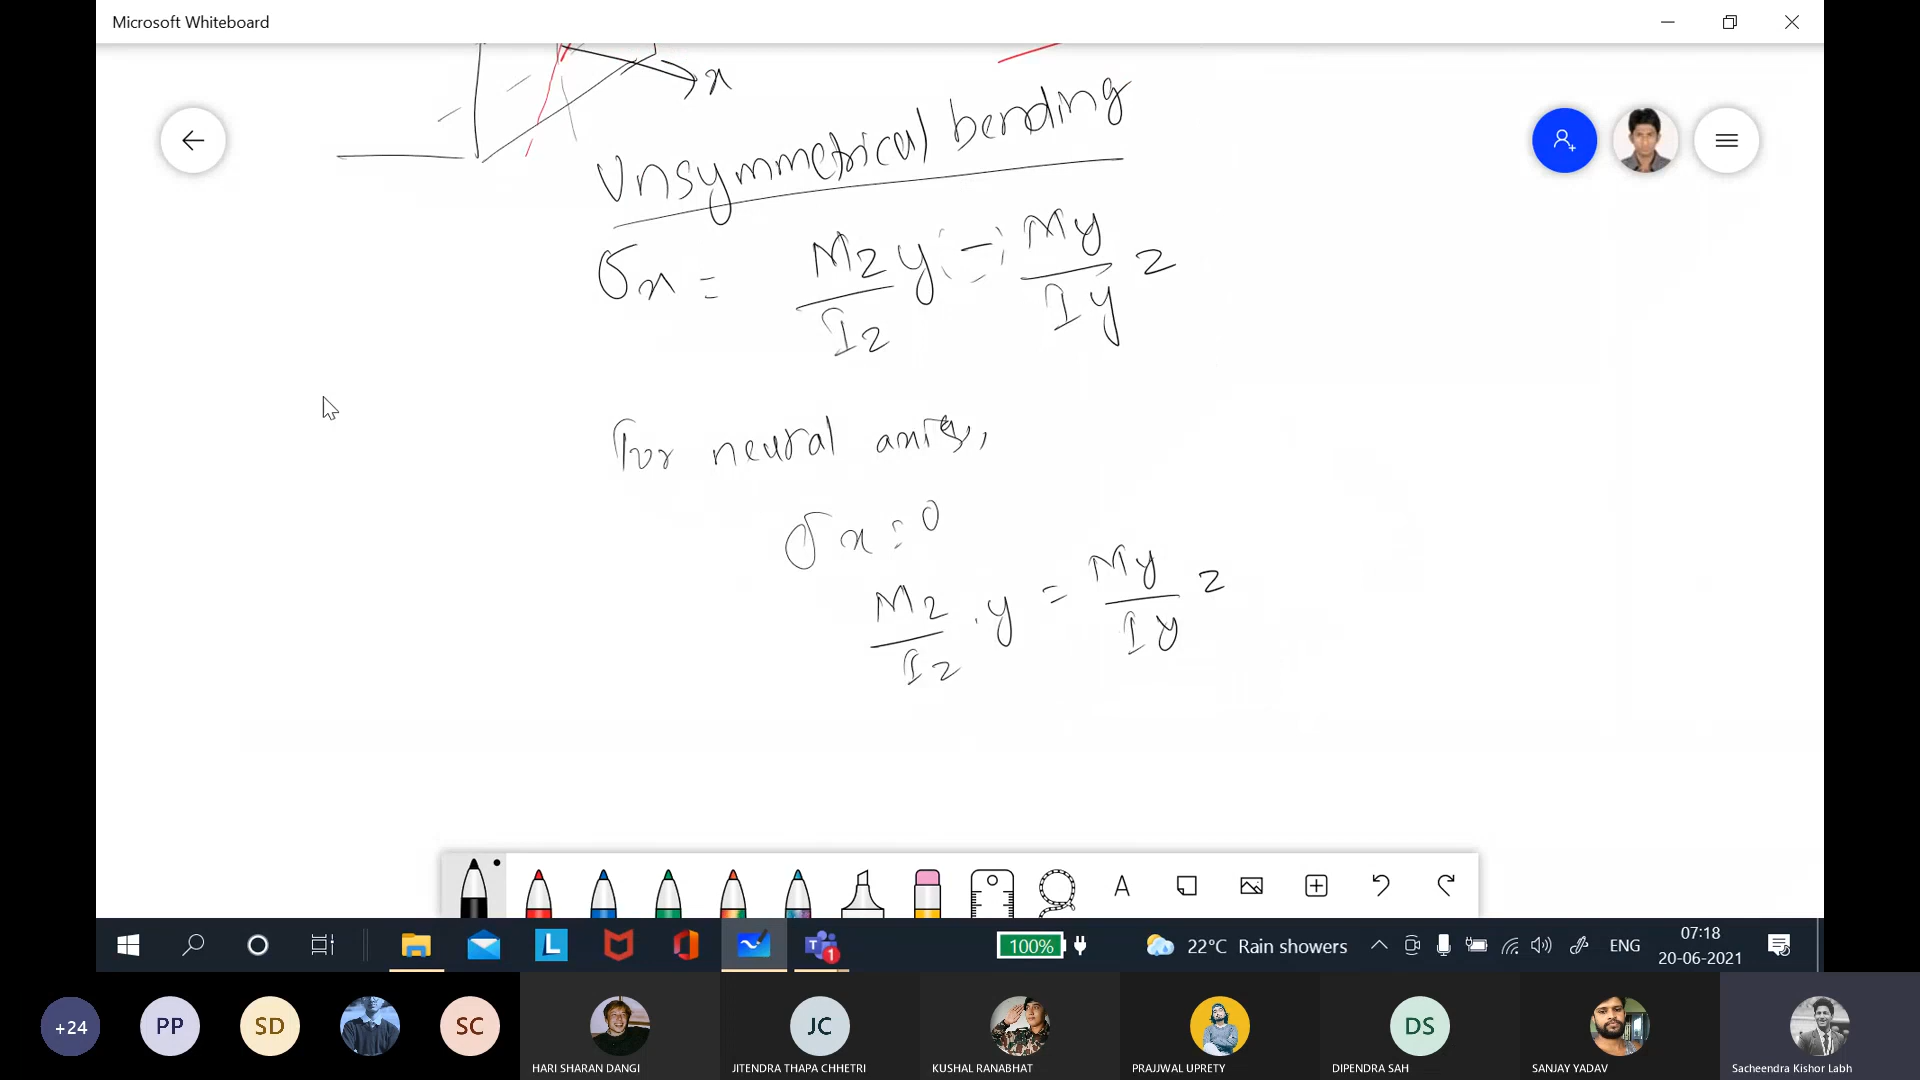 Microsoft Whiteboard
x
Unsymmetrical bending
σx = Mz/Iz y (-) My/Iy z
For neural axis,
σx = 0
Mz/Iz . y = My/Iy z
A
L
1
100%
22°C Rain showers
ENG
07:18
20-06-2021
+24
PP
SD
SC
JC
DS
HARI SHARAN DANGI
JITENDRA THAPA CHHETRI
KUSHAL RANABHAT
PRAJJWAL UPRETY
DIPENDRA SAH
SANJAY YADAV
Sacheendra Kishor Labh